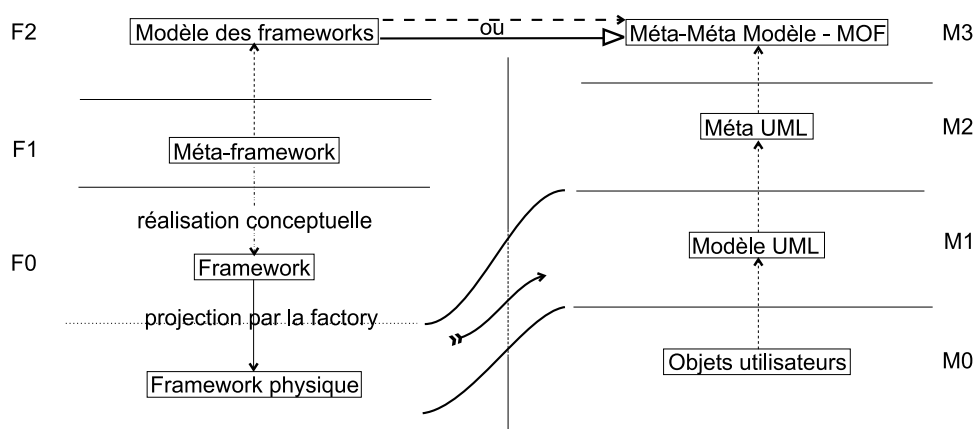 F2
Modèle des frameworks
ou
Méta-Méta Modèle - MOF
M3
F1
Méta-framework
Méta UML
M2
réalisation conceptuelle
F0
Framework
Modèle UML
M1
projection par la factory
Framework physique
Objets utilisateurs
M0